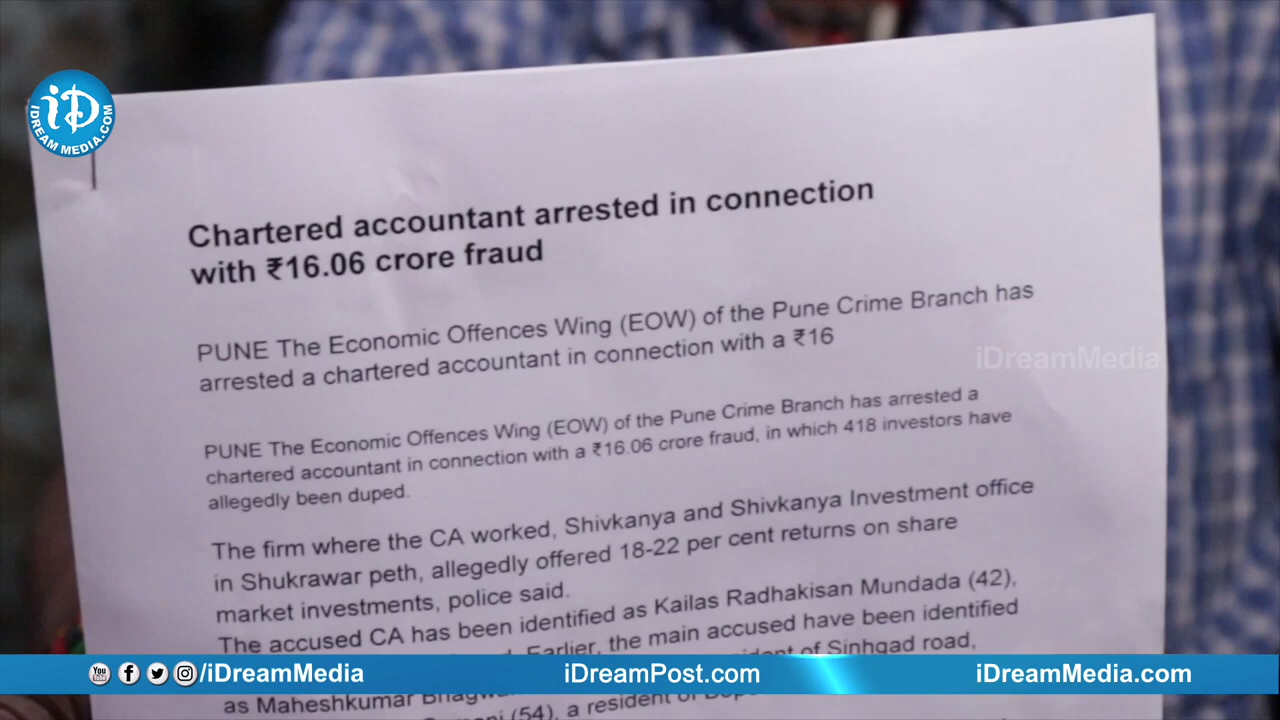 iD
iDREAM MEDIA.COM
Chartered accountant arrested in connection
with ₹16.06 crore fraud
PUNE The Economic Offences Wing (EOW) of the Pune Crime Branch has
arrested a chartered accountant in connection with a ₹16
iDreamMedia
PUNE The Economic Offences Wing (EOW) of the Pune Crime Branch has arrested a
chartered accountant in connection with a ₹16.06 crore fraud, in which 418 investors have
allegedly been duped.
The firm where the CA worked, Shivkanya and Shivkanya Investment office
in Shukrawar peth, allegedly offered 18-22 per cent returns on share
market investments, police said.
The accused CA has been identified as Kailas Radhakisan Mundada (42),
Earlier, the main accused have been identified
of Sinhgad road,
as Maheshkumar
(54), a resident of
You
/iDreamMedia
iDreamPost.com
iDreamMedia.com